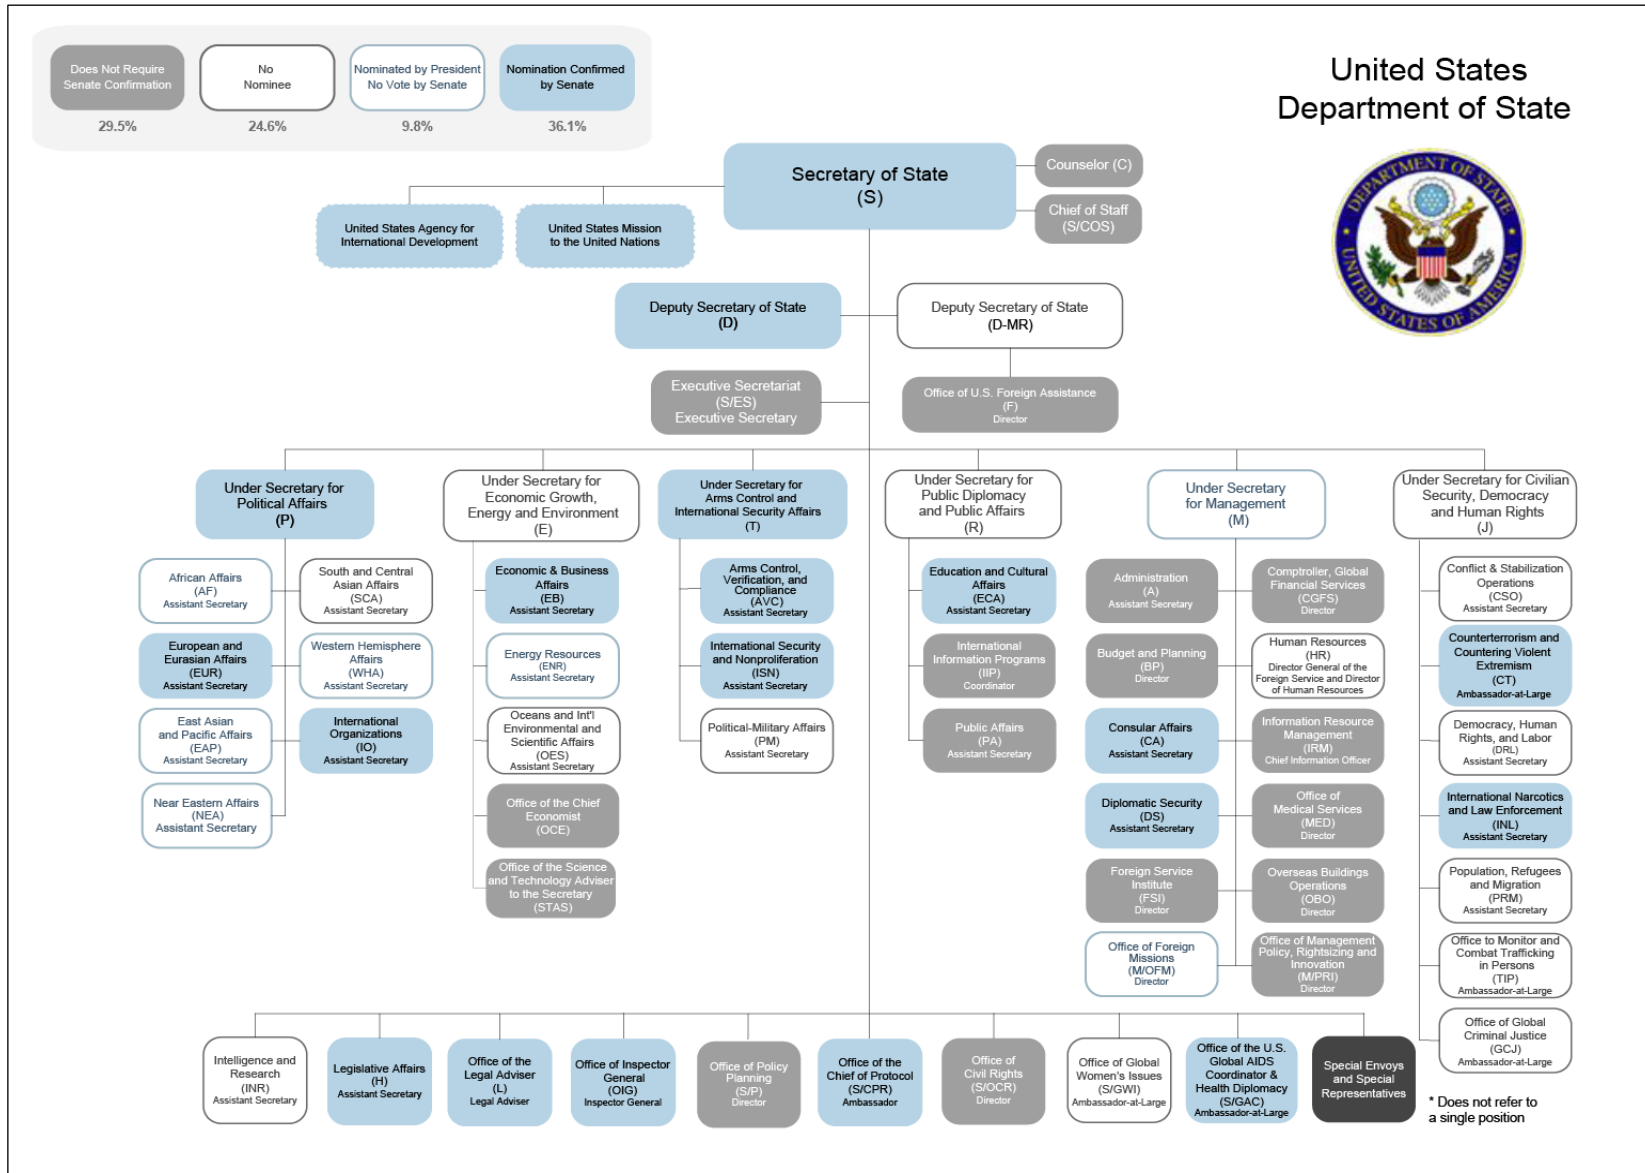 Does Not Require
Senate Confirmation
29.5%
No
Nominee
24.6%
Nominated by President
No Vote by Senate
9.8%
Nomination Confirmed
by Senate
36.1%
United States
Department of State
DEPARTMENT OF STATE
UNITED STATES OF AMERICA
Secretary of State
(S)
Counselor (C)
Chief of Staff
(S/COS)
United States Agency for
International Development
United States Mission
to the United Nations
Deputy Secretary of State
(D)
Deputy Secretary of State
(D-MR)
Executive Secretariat
(S/ES)
Executive Secretary
Office of U.S. Foreign Assistance
(F)
Director
Under Secretary for
Political Affairs
(P)
Under Secretary for
Economic Growth,
Energy and Environment
(E)
Under Secretary for
Arms Control and
International Security Affairs
(T)
Under Secretary for
Public Diplomacy
and Public Affairs
(R)
Under Secretary
for Management
(M)
Under Secretary for Civilian
Security, Democracy
and Human Rights
(J)
African Affairs
(AF)
Assistant Secretary
South and Central
Asian Affairs
(SCA)
Assistant Secretary
European and
Eurasian Affairs
(EUR)
Assistant Secretary
Western Hemisphere
Affairs
(WHA)
Assistant Secretary
East Asian
and Pacific Affairs
(EAP)
Assistant Secretary
International
Organizations
(IO)
Assistant Secretary
Near Eastern Affairs
(NEA)
Assistant Secretary
Economic & Business
Affairs
(EB)
Assistant Secretary
Energy Resources
(ENR)
Assistant Secretary
Oceans and Int'l
Environmental and
Scientific Affairs
(OES)
Assistant Secretary
Office of the Chief
Economist
(OCE)
Office of the Science
and Technology Adviser
to the Secretary
(STAS)
Arms Control,
Verification, and
Compliance
(AVC)
Assistant Secretary
International Security
and Nonproliferation
(ISN)
Assistant Secretary
Political-Military Affairs
(PM)
Assistant Secretary
Education and Cultural
Affairs
(ECA)
Assistant Secretary
International
Information Programs
(IIP)
Coordinator
Public Affairs
(PA)
Assistant Secretary
Administration
(A)
Assistant Secretary
Comptroller, Global
Financial Services
(CGFS)
Director
Budget and Planning
(BP)
Director
Human Resources
(HR)
Director General of the
Foreign Service and Director
of Human Resources
Consular Affairs
(CA)
Assistant Secretary
Information Resource
Management
(IRM)
Chief Information Officer
Diplomatic Security
(DS)
Assistant Secretary
Office of
Medical Services
(MED)
Director
Foreign Service
Institute
(FSI)
Director
Overseas Buildings
Operations
(OBO)
Director
Office of Foreign
Missions
(M/OFM)
Director
Office of Management
Policy, Rightsizing and
Innovation
(M/PRI)
Director
Conflict & Stabilization
Operations
(CSO)
Assistant Secretary
Counterterrorism and
Countering Violent
Extremism
(CT)
Ambassador-at-Large
Democracy, Human
Rights, and Labor
(DRL)
Assistant Secretary
International Narcotics
and Law Enforcement
(INL)
Assistant Secretary
Population, Refugees
and Migration
(PRM)
Assistant Secretary
Office to Monitor and
Combat Trafficking
in Persons
(TIP)
Ambassador-at-Large
Office of Global
Criminal Justice
(GCJ)
Ambassador-at-Large
Intelligence and
Research
(INR)
Assistant Secretary
Legislative Affairs
(H)
Assistant Secretary
Office of the
Legal Adviser
(L)
Legal Adviser
Office of Inspector
General
(OIG)
Inspector General
Office of Policy
Planning
(S/P)
Director
Office of the
Chief of Protocol
(S/CPR)
Ambassador
Office of
Civil Rights
(S/OCR)
Director
Office of Global
Women's Issues
(S/GWI)
Ambassador-at-Large
Office of the U.S.
Global AIDS
Coordinator &
Health Diplomacy
(S/GAC)
Ambassador-at-Large
Special Envoys
and Special
Representatives
* Does not refer to
a single position